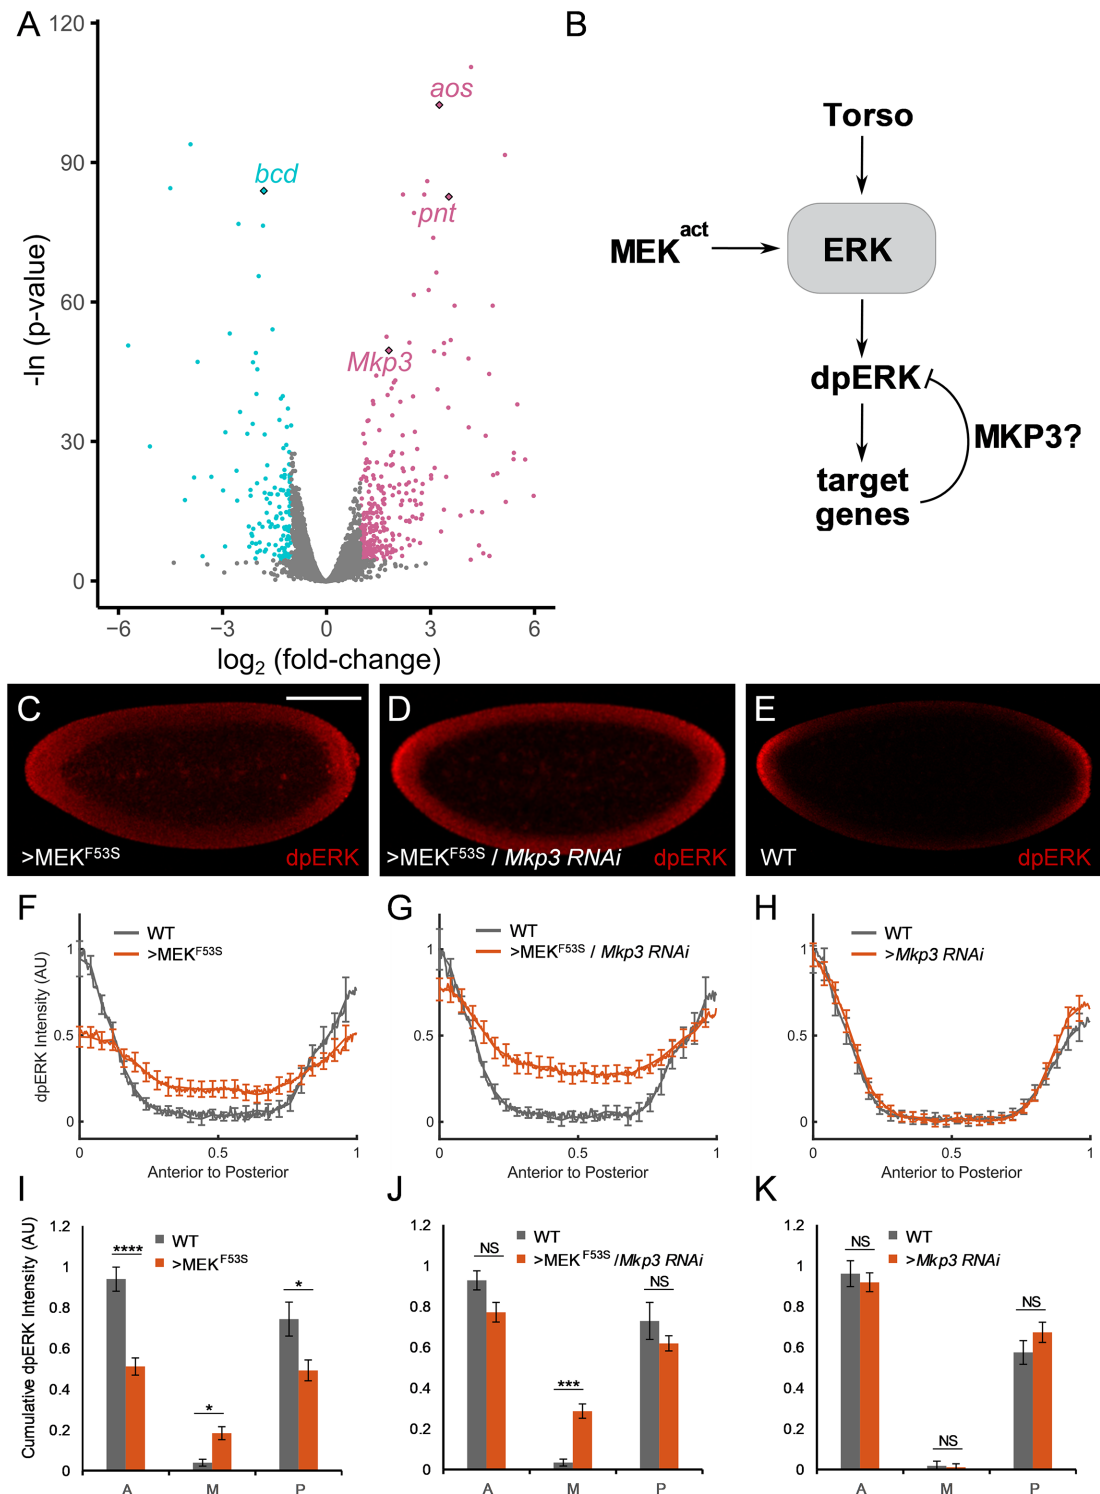 A
120
90
60
30
0
-ln (p-value)
aos
bcd
pnt
Mkp3
−6 −3 0 3 6
log2 (fold-change)
B
Torso
MEKact
ERK
dpERK
MKP3?
target
genes
C
>MEKF53S dpERK
D
>MEKF53S / Mkp3 RNAi dpERK
E
WT dpERK
F
WT
>MEKF53S
dpERK Intensity (AU)
1
0.5
0
0 0.5 1
Anterior to Posterior
G
WT
>MEKF53S / Mkp3 RNAi
1
0.5
0
0 0.5 1
Anterior to Posterior
H
WT
>Mkp3 RNAi
1
0.5
0
0 0.5 1
Anterior to Posterior
I
Cumulative dpERK Intensity (AU)
1.2
1
0.8
0.6
0.4
0.2
0
WT
>MEKF53S
****
*
*
A M P
J
1.2
1
0.8
0.6
0.4
0.2
0
WT
>MEKF53S /Mkp3 RNAi
NS
***
NS
A M P
K
1.2
1
0.8
0.6
0.4
0.2
0
WT
>Mkp3 RNAi
NS
NS
NS
A M P